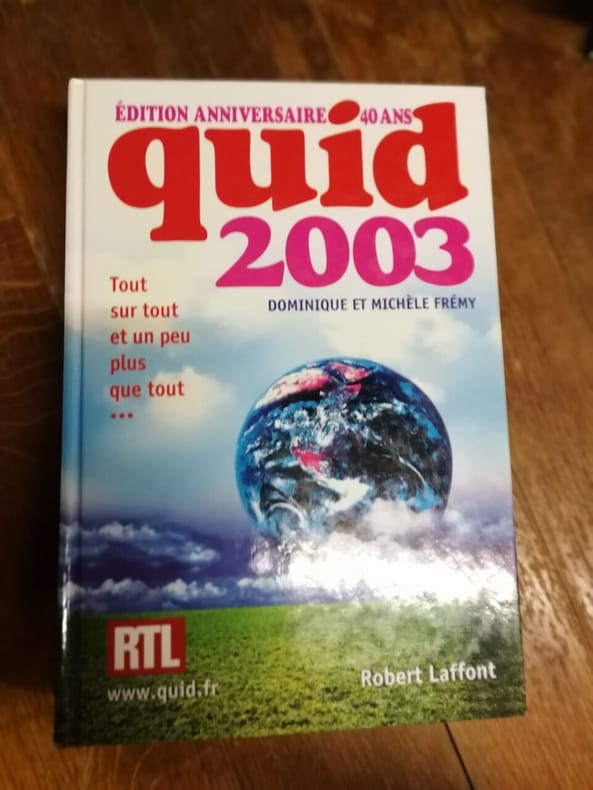 ÉDITION ANNIVERSAIRE 40 ANS
quid
2003
DOMINIQUE ET MICHÈLE FRÉMY
Tout
sur tout
et un peu
plus
que tout
...
RTL
www.quid.fr
Robert Laffont